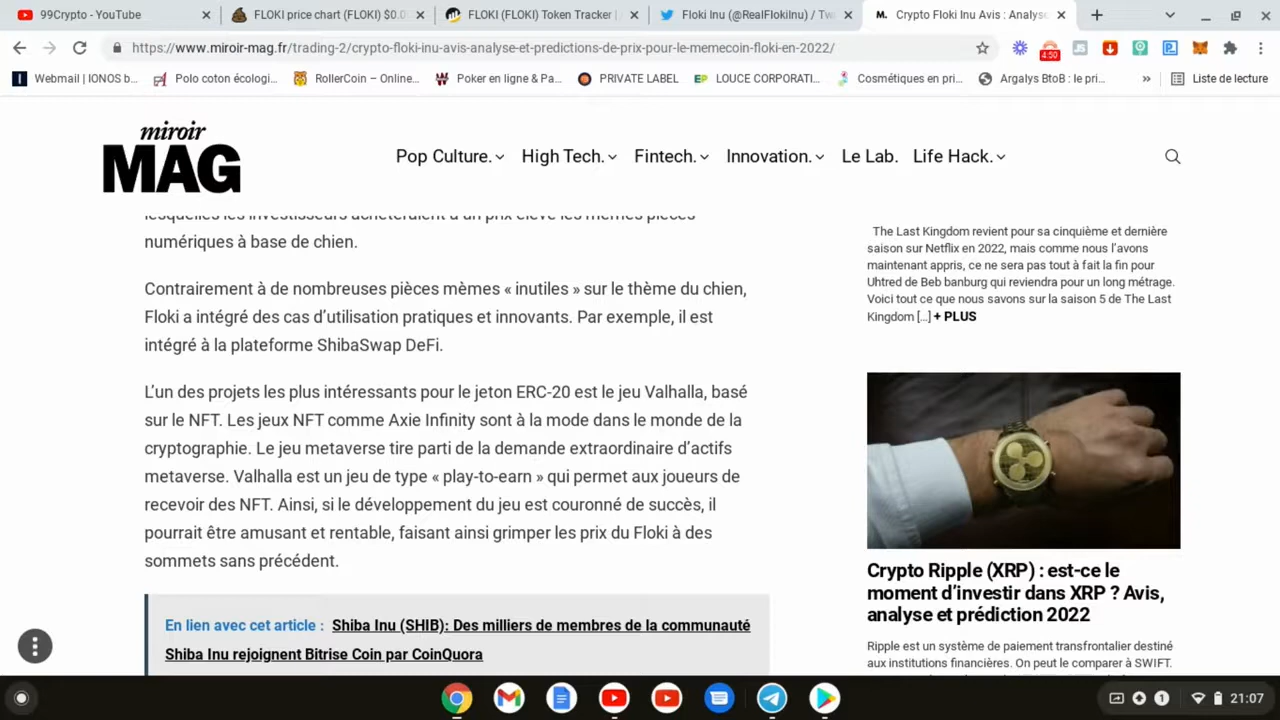 99Crypto - YouTube
FLOKI price chart (FLOKI) $0.0
FLOKI (FLOKI) Token Tracker |
Floki Inu (@RealFlokiInu) / Tw
M. Crypto Floki Inu Avis : Analyse
https://www.miroir-mag.fr/trading-2/crypto-floki-inu-avis-analyse-et-predictions-de-prix-pour-le-memecoin-floki-en-2022/
4:50
Webmail | IONOS b...
Polo coton écologi...
RollerCoin – Online...
Poker en ligne & Pa...
PRIVATE LABEL
LOUCE CORPORATI...
Cosmétiques en pri...
Argalys BtoB : le pri...
»
Liste de lecture
miroir
MAG
Pop Culture.
High Tech.
Fintech.
Innovation.
Le Lab.
Life Hack.
lesquelles les investisseurs achèteraient à un prix élevé les mêmes pièces
numériques à base de chien.
Contrairement à de nombreuses pièces mèmes « inutiles » sur le thème du chien,
Floki a intégré des cas d’utilisation pratiques et innovants. Par exemple, il est
intégré à la plateforme ShibaSwap DeFi.
L’un des projets les plus intéressants pour le jeton ERC-20 est le jeu Valhalla, basé
sur le NFT. Les jeux NFT comme Axie Infinity sont à la mode dans le monde de la
cryptographie. Le jeu metaverse tire parti de la demande extraordinaire d’actifs
metaverse. Valhalla est un jeu de type « play-to-earn » qui permet aux joueurs de
recevoir des NFT. Ainsi, si le développement du jeu est couronné de succès, il
pourrait être amusant et rentable, faisant ainsi grimper les prix du Floki à des
sommets sans précédent.
En lien avec cet article : Shiba Inu (SHIB): Des milliers de membres de la communauté
Shiba Inu rejoignent Bitrise Coin par CoinQuora
The Last Kingdom revient pour sa cinquième et dernière
saison sur Netflix en 2022, mais comme nous l’avons
maintenant appris, ce ne sera pas tout à fait la fin pour
Uhtred de Beb banburg qui reviendra pour un long métrage.
Voici tout ce que nous savons sur la saison 5 de The Last
Kingdom [...] + PLUS
Crypto Ripple (XRP) : est-ce le
moment d’investir dans XRP ? Avis,
analyse et prédiction 2022
Ripple est un système de paiement transfrontalier destiné
aux institutions financières. On peut le comparer à SWIFT.
1
21:07